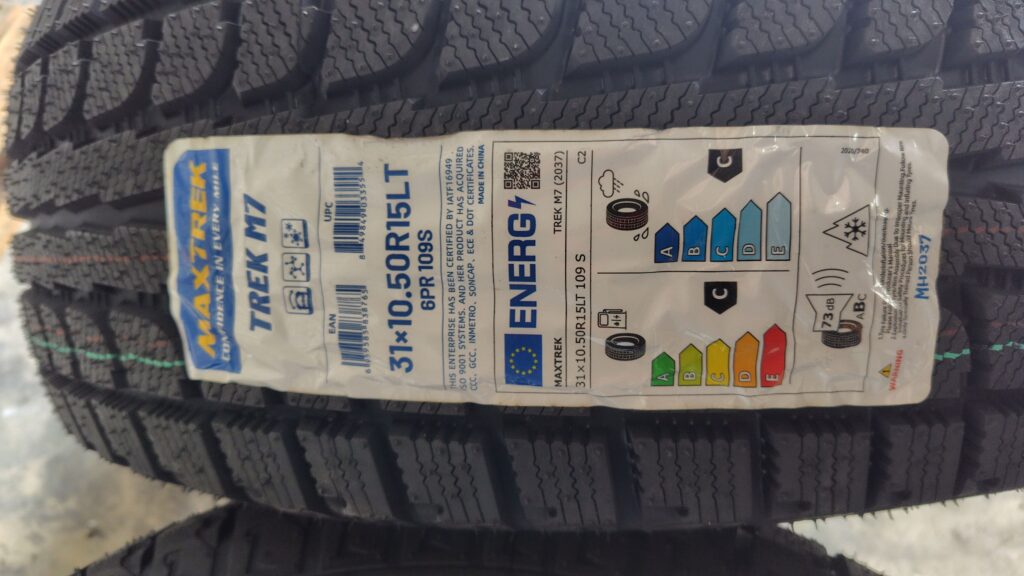 MAXTREK
CONFIDENCE IN EVERY MILE
TREK M7
UPC
EAN
31×10.50R15LT
6PR 109S
THIS ENTERPRISE HAS BEEN CERTIFIED BY IATF16949
ISO 9001 SYSTEMS. AND HER PRODUCT HAS ACQUIRED
CCC. GCC. INMETRO. SONCAP. ECE & DOT CERTIFICATES.
MADE IN CHINA
ENERG
MAXTREK
TREK M7 (2037)
31×10.50R15LT 109 S
C2
A
B
C
D
E
C
A
B
C
D
E
C
73 dB
ABC
2020/740
WARNING
MH2037